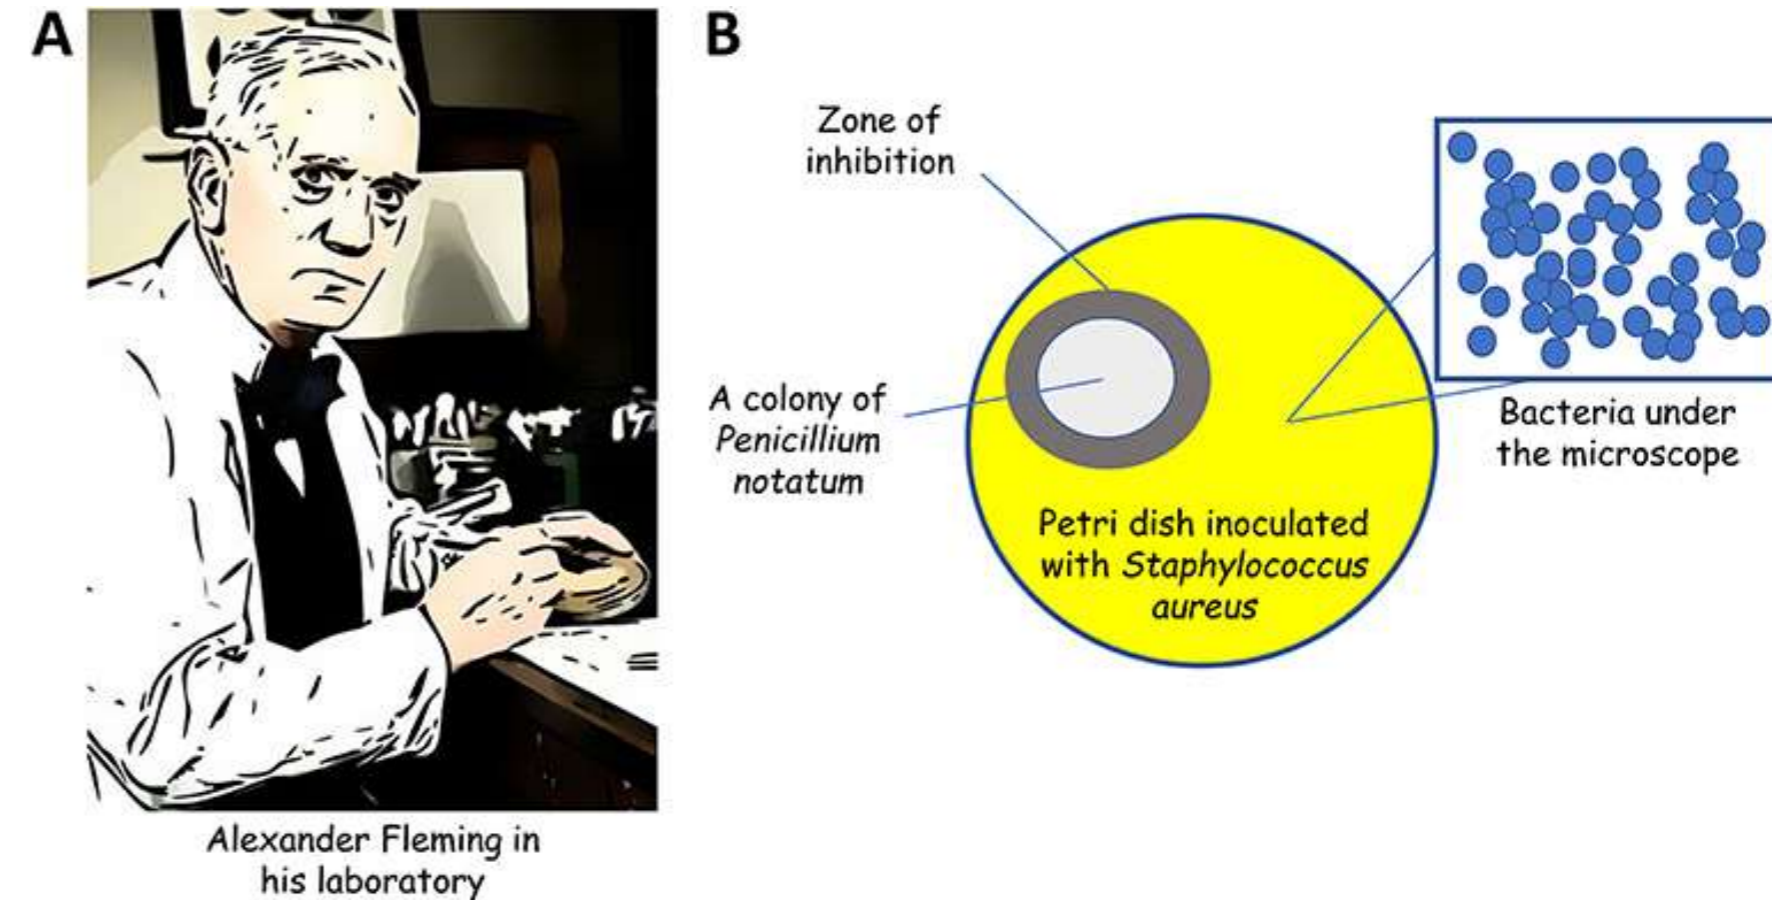 A
Alexander Fleming in
his laboratory
B
Zone of
inhibition
A colony of
Penicillium
notatum
Petri dish inoculated
with Staphylococcus
aureus
Bacteria under
the microscope